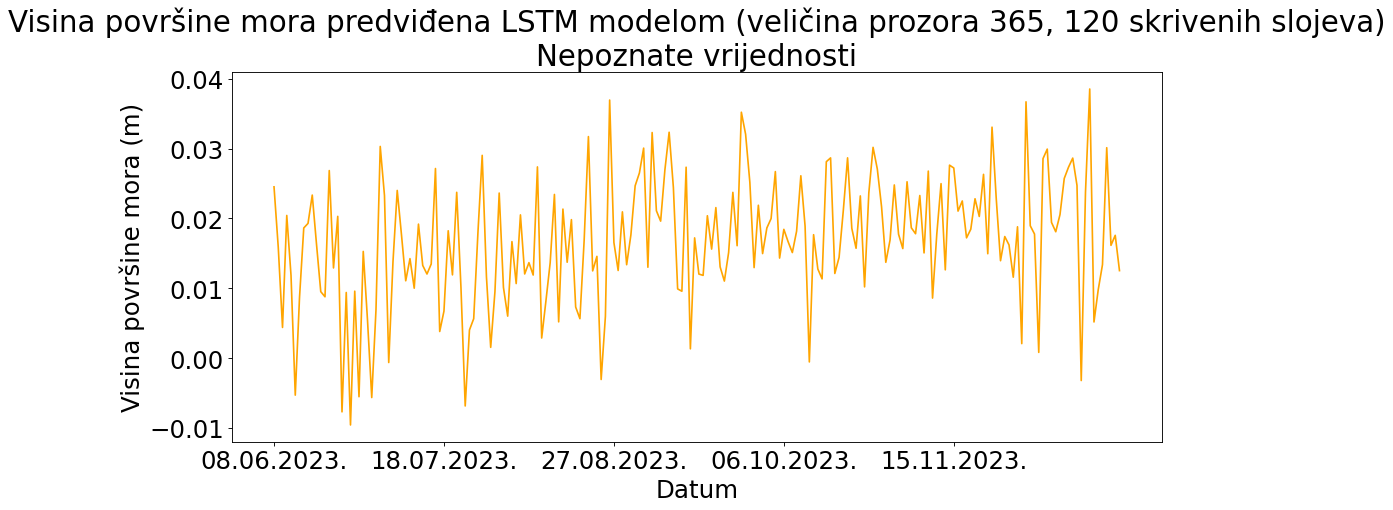 Visina površine mora predviđena LSTM modelom (veličina prozora 365, 120 skrivenih slojeva)
Nepoznate vrijednosti
Visina površine mora (m)
0.04
0.03
0.02
0.01
0.00
−0.01
08.06.2023. 18.07.2023. 27.08.2023. 06.10.2023. 15.11.2023.
Datum